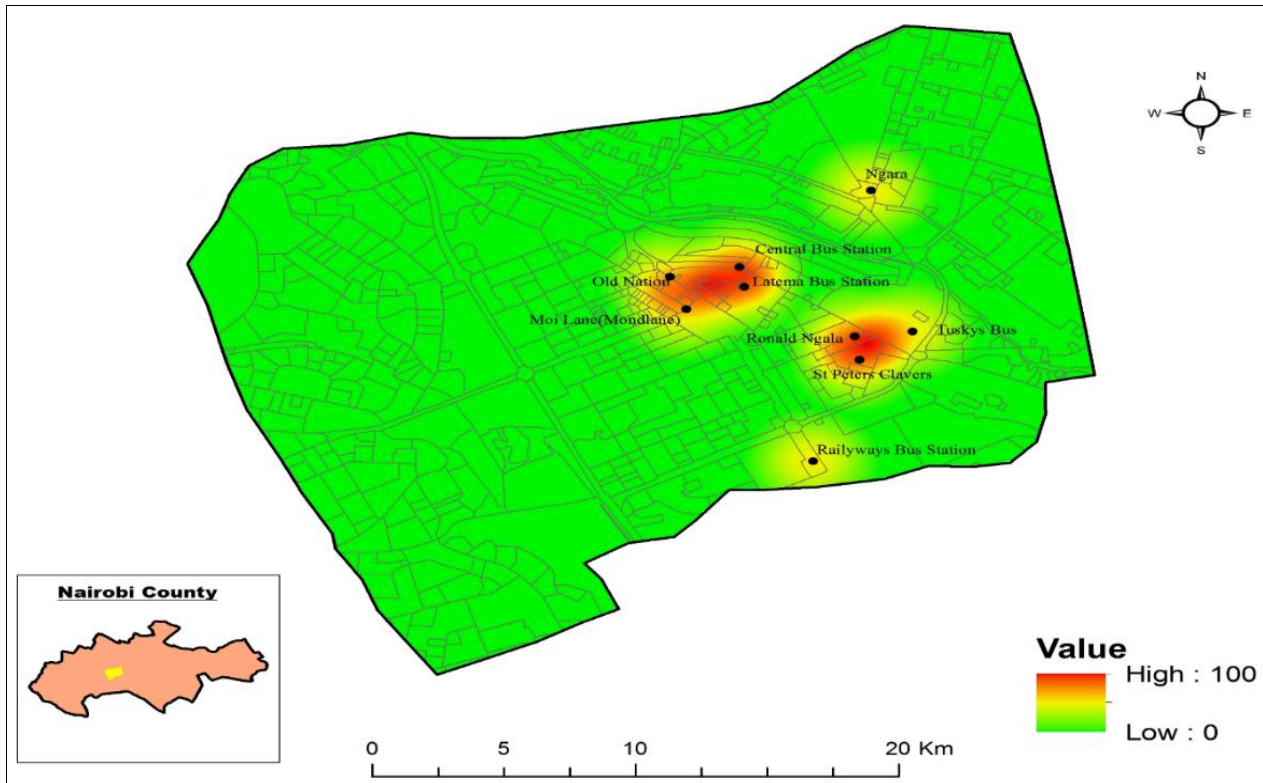 N
W E
S
Ngara
Central Bus Station
Old Nation
Latema Bus Station
Moi Lane(Mondlane)
Ronald Ngala
Tuskys Bus
St Peters Clavers
Railyways Bus Station
Nairobi County
Value
High : 100
Low : 0
0 5 10 20 Km